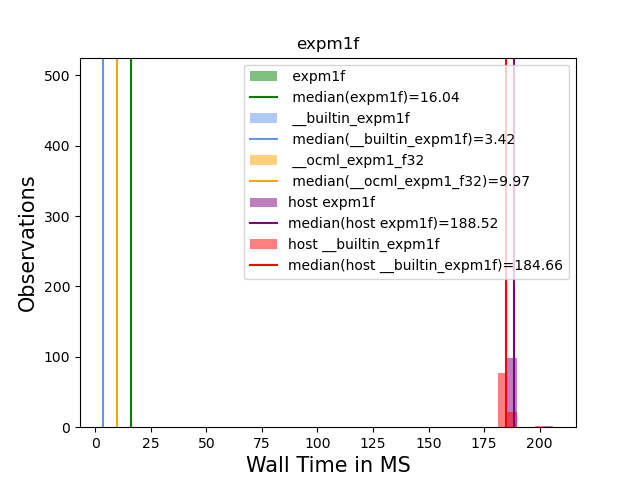 expm1f
500
400
300
200
100
0
Observations
expm1f
median(expm1f)=16.04
__builtin_expm1f
median(__builtin_expm1f)=3.42
__ocml_expm1_f32
median(__ocml_expm1_f32)=9.97
host expm1f
median(host expm1f)=188.52
host __builtin_expm1f
median(host __builtin_expm1f)=184.66
0 25 50 75 100 125 150 175 200
Wall Time in MS